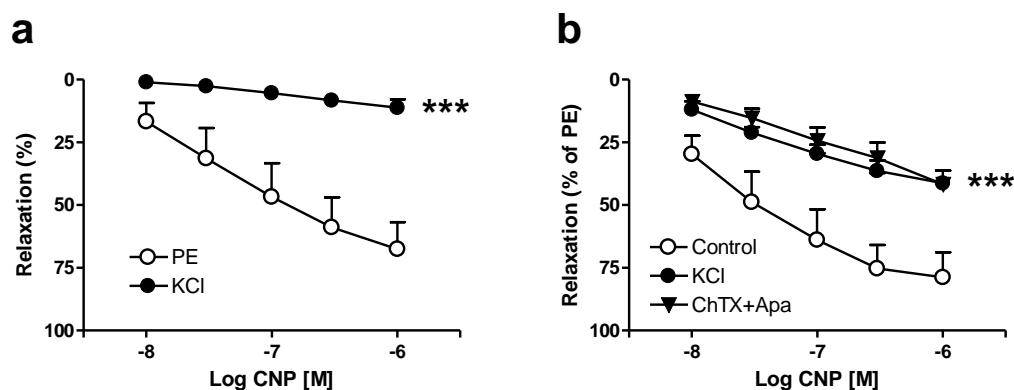 a
0
25
50
75
100
Relaxation (%)
***
PE
KCl
-8
-7
-6
Log CNP [M]
b
0
25
50
75
100
Relaxation (% of PE)
***
Control
KCl
ChTX+Apa
-8
-7
-6
Log CNP [M]